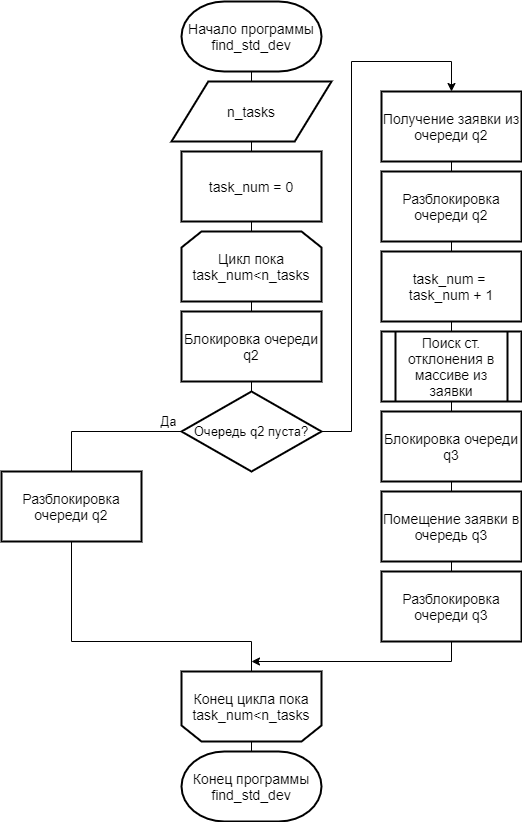 Начало программы
find_std_dev
n_tasks
task_num = 0
Цикл пока
task_num<n_tasks
Блокировка очереди
q2
Очередь q2 пуста?
Да
Разблокировка
очереди q2
Получение заявки из
очереди q2
Разблокировка
очереди q2
task_num =
task_num + 1
Поиск ст.
отклонения в
массиве из
заявки
Блокировка очереди
q3
Помещение заявки в
очередь q3
Разблокировка
очереди q3
Конец цикла пока
task_num<n_tasks
Конец программы
find_std_dev